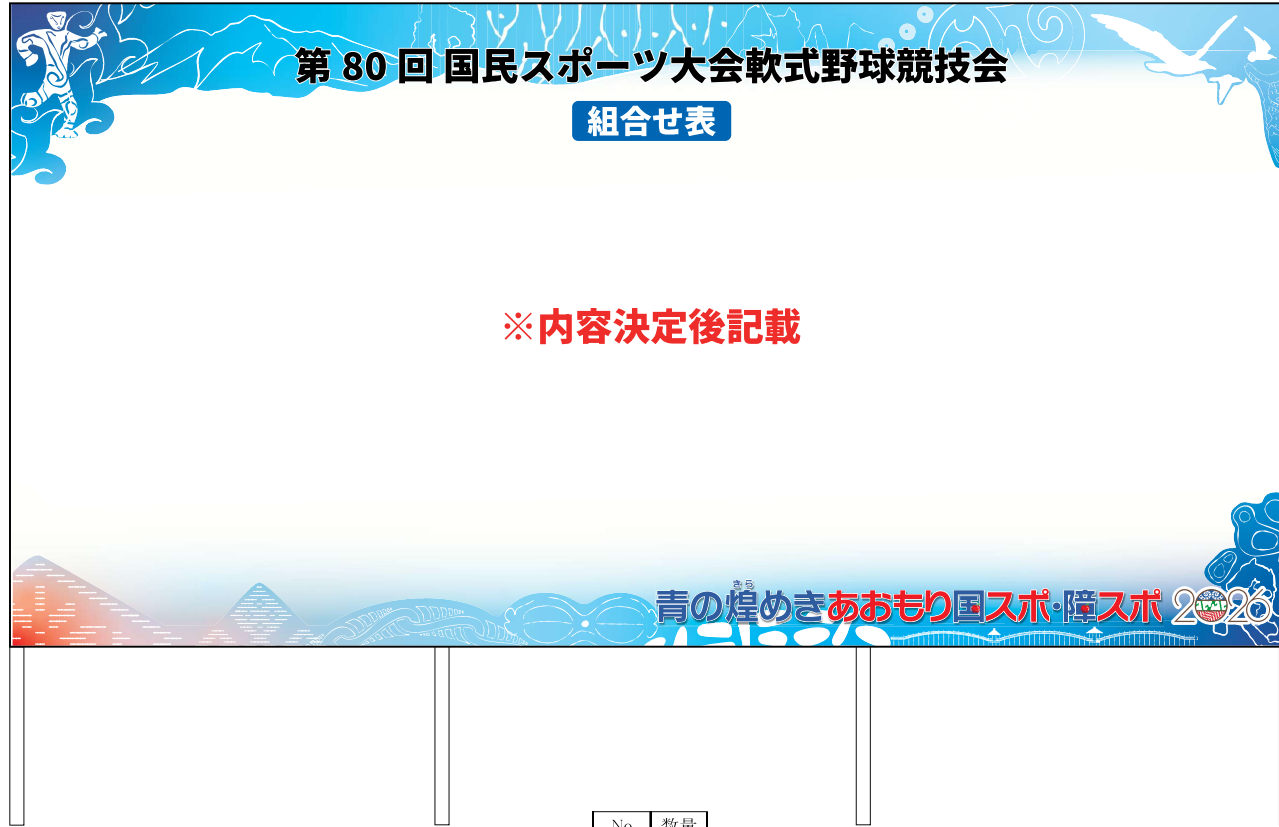 第 80 回 国民スポーツ大会軟式野球競技会
組合せ表
※内容決定後記載
きら
青の煌めきあおもり国スポ・障スポ 2026
No 数量